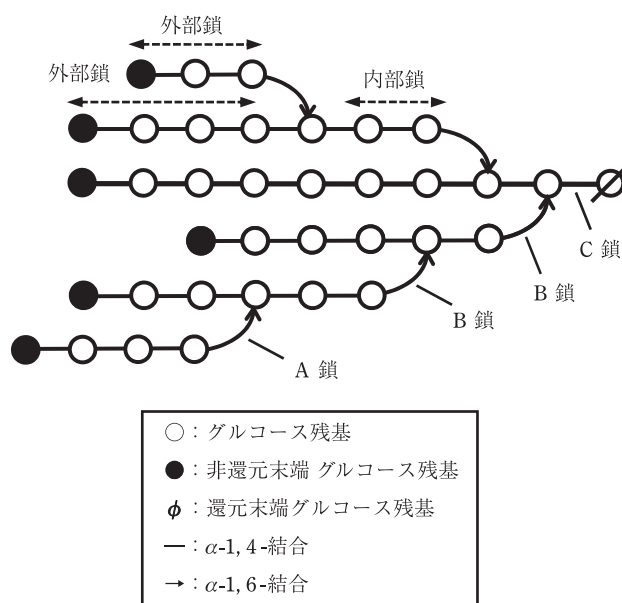 外部鎖
外部鎖
内部鎖
C 鎖
B 鎖
B 鎖
A 鎖
○：グルコース残基
●：非還元末端 グルコース残基
ϕ：還元末端グルコース残基
―：α-1, 4-結合
→：α-1, 6-結合